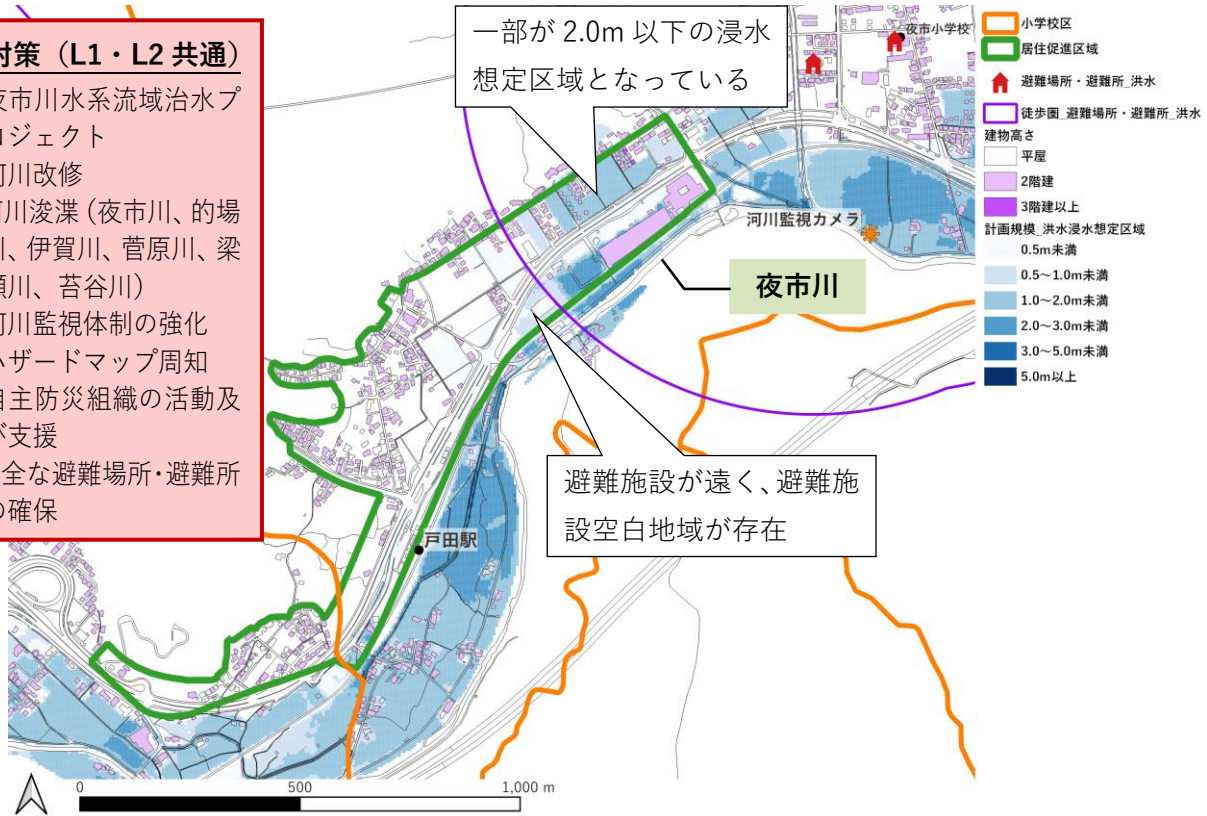 対策（L1・L2 共通）
夜市川水系流域治水プ
ロジェクト
河川改修
河川浚渫（夜市川、的場
川、伊賀川、菅原川、梁
瀬川、苔谷川）
河川監視体制の強化
ハザードマップ周知
自主防災組織の活動及
び支援
全な避難場所・避難所
の確保
一部が 2.0m 以下の浸水
想定区域となっている
夜市小学校
河川監視カメラ
夜市川
避難施設が遠く、避難施
設空白地域が存在
戸田駅
小学校区
居住促進区域
避難場所・避難所_洪水
徒歩圏_避難場所・避難所_洪水
建物高さ
平屋
2階建
3階建以上
計画規模_洪水浸水想定区域
0.5m未満
0.5～1.0m未満
1.0～2.0m未満
2.0～3.0m未満
3.0～5.0m未満
5.0m以上
0 500 1,000 m